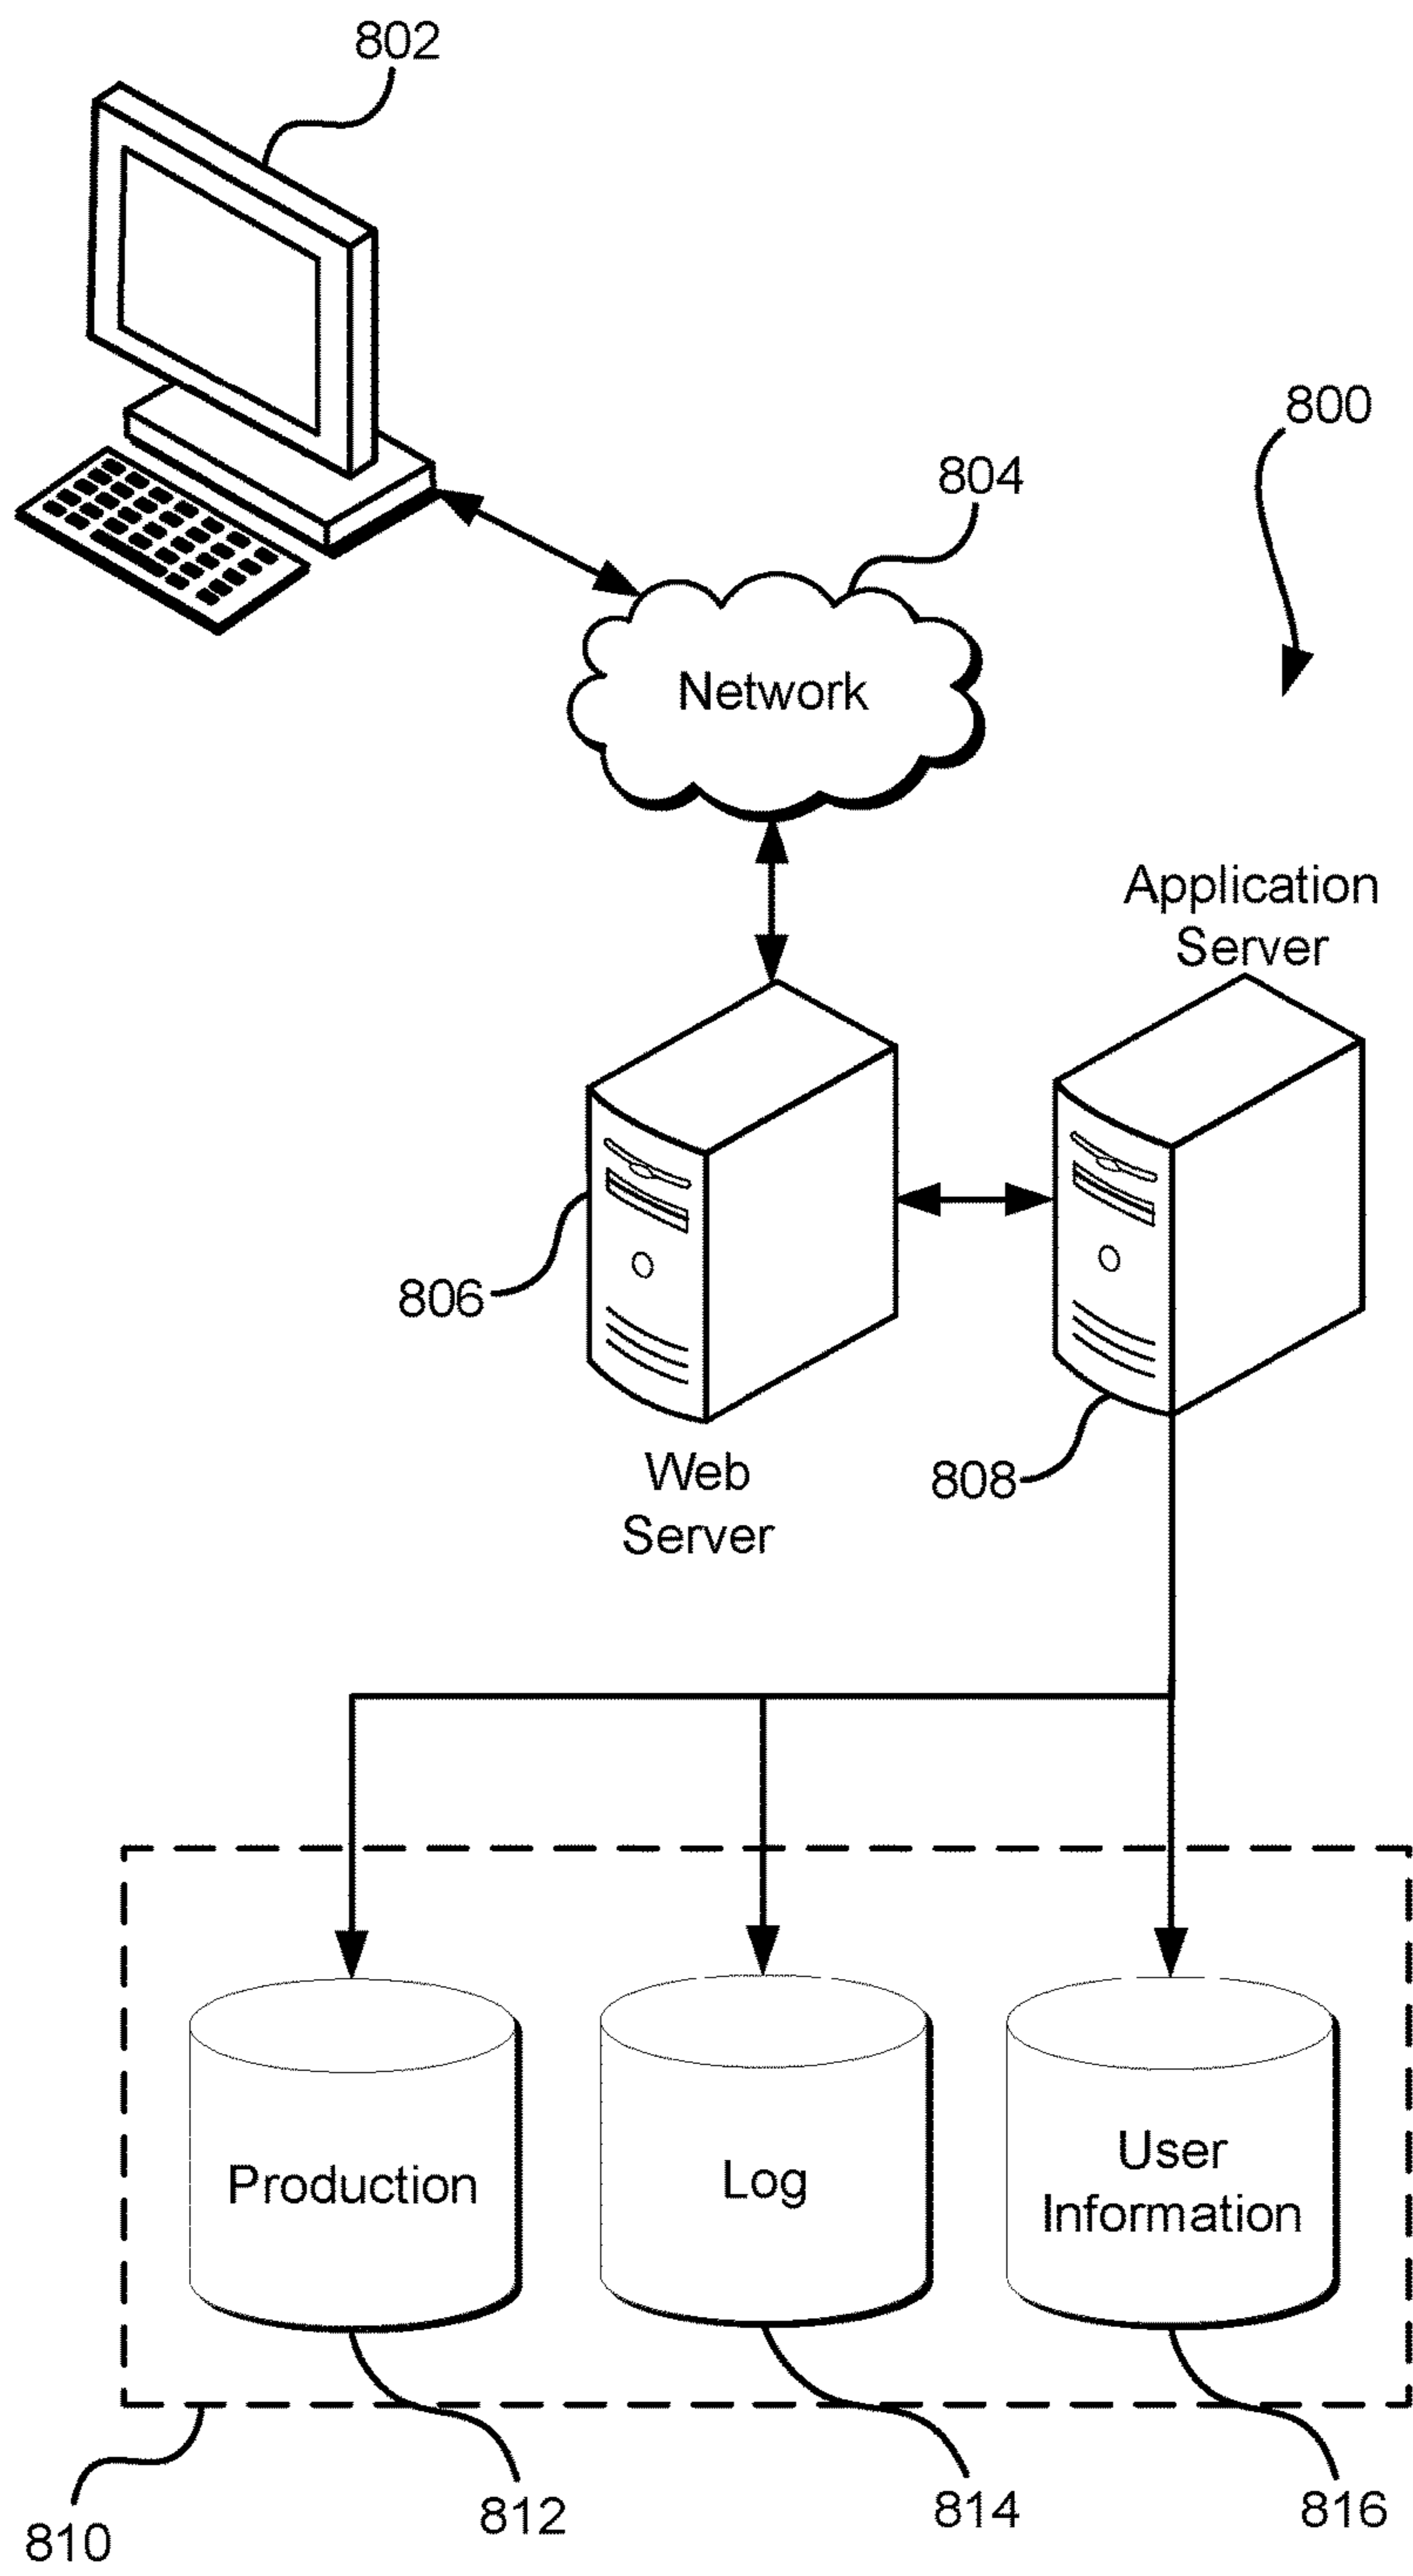 802
800
804
Network
Application
Server
806
808
Web
Server
Production
Log
User
Information
810
812
814
816